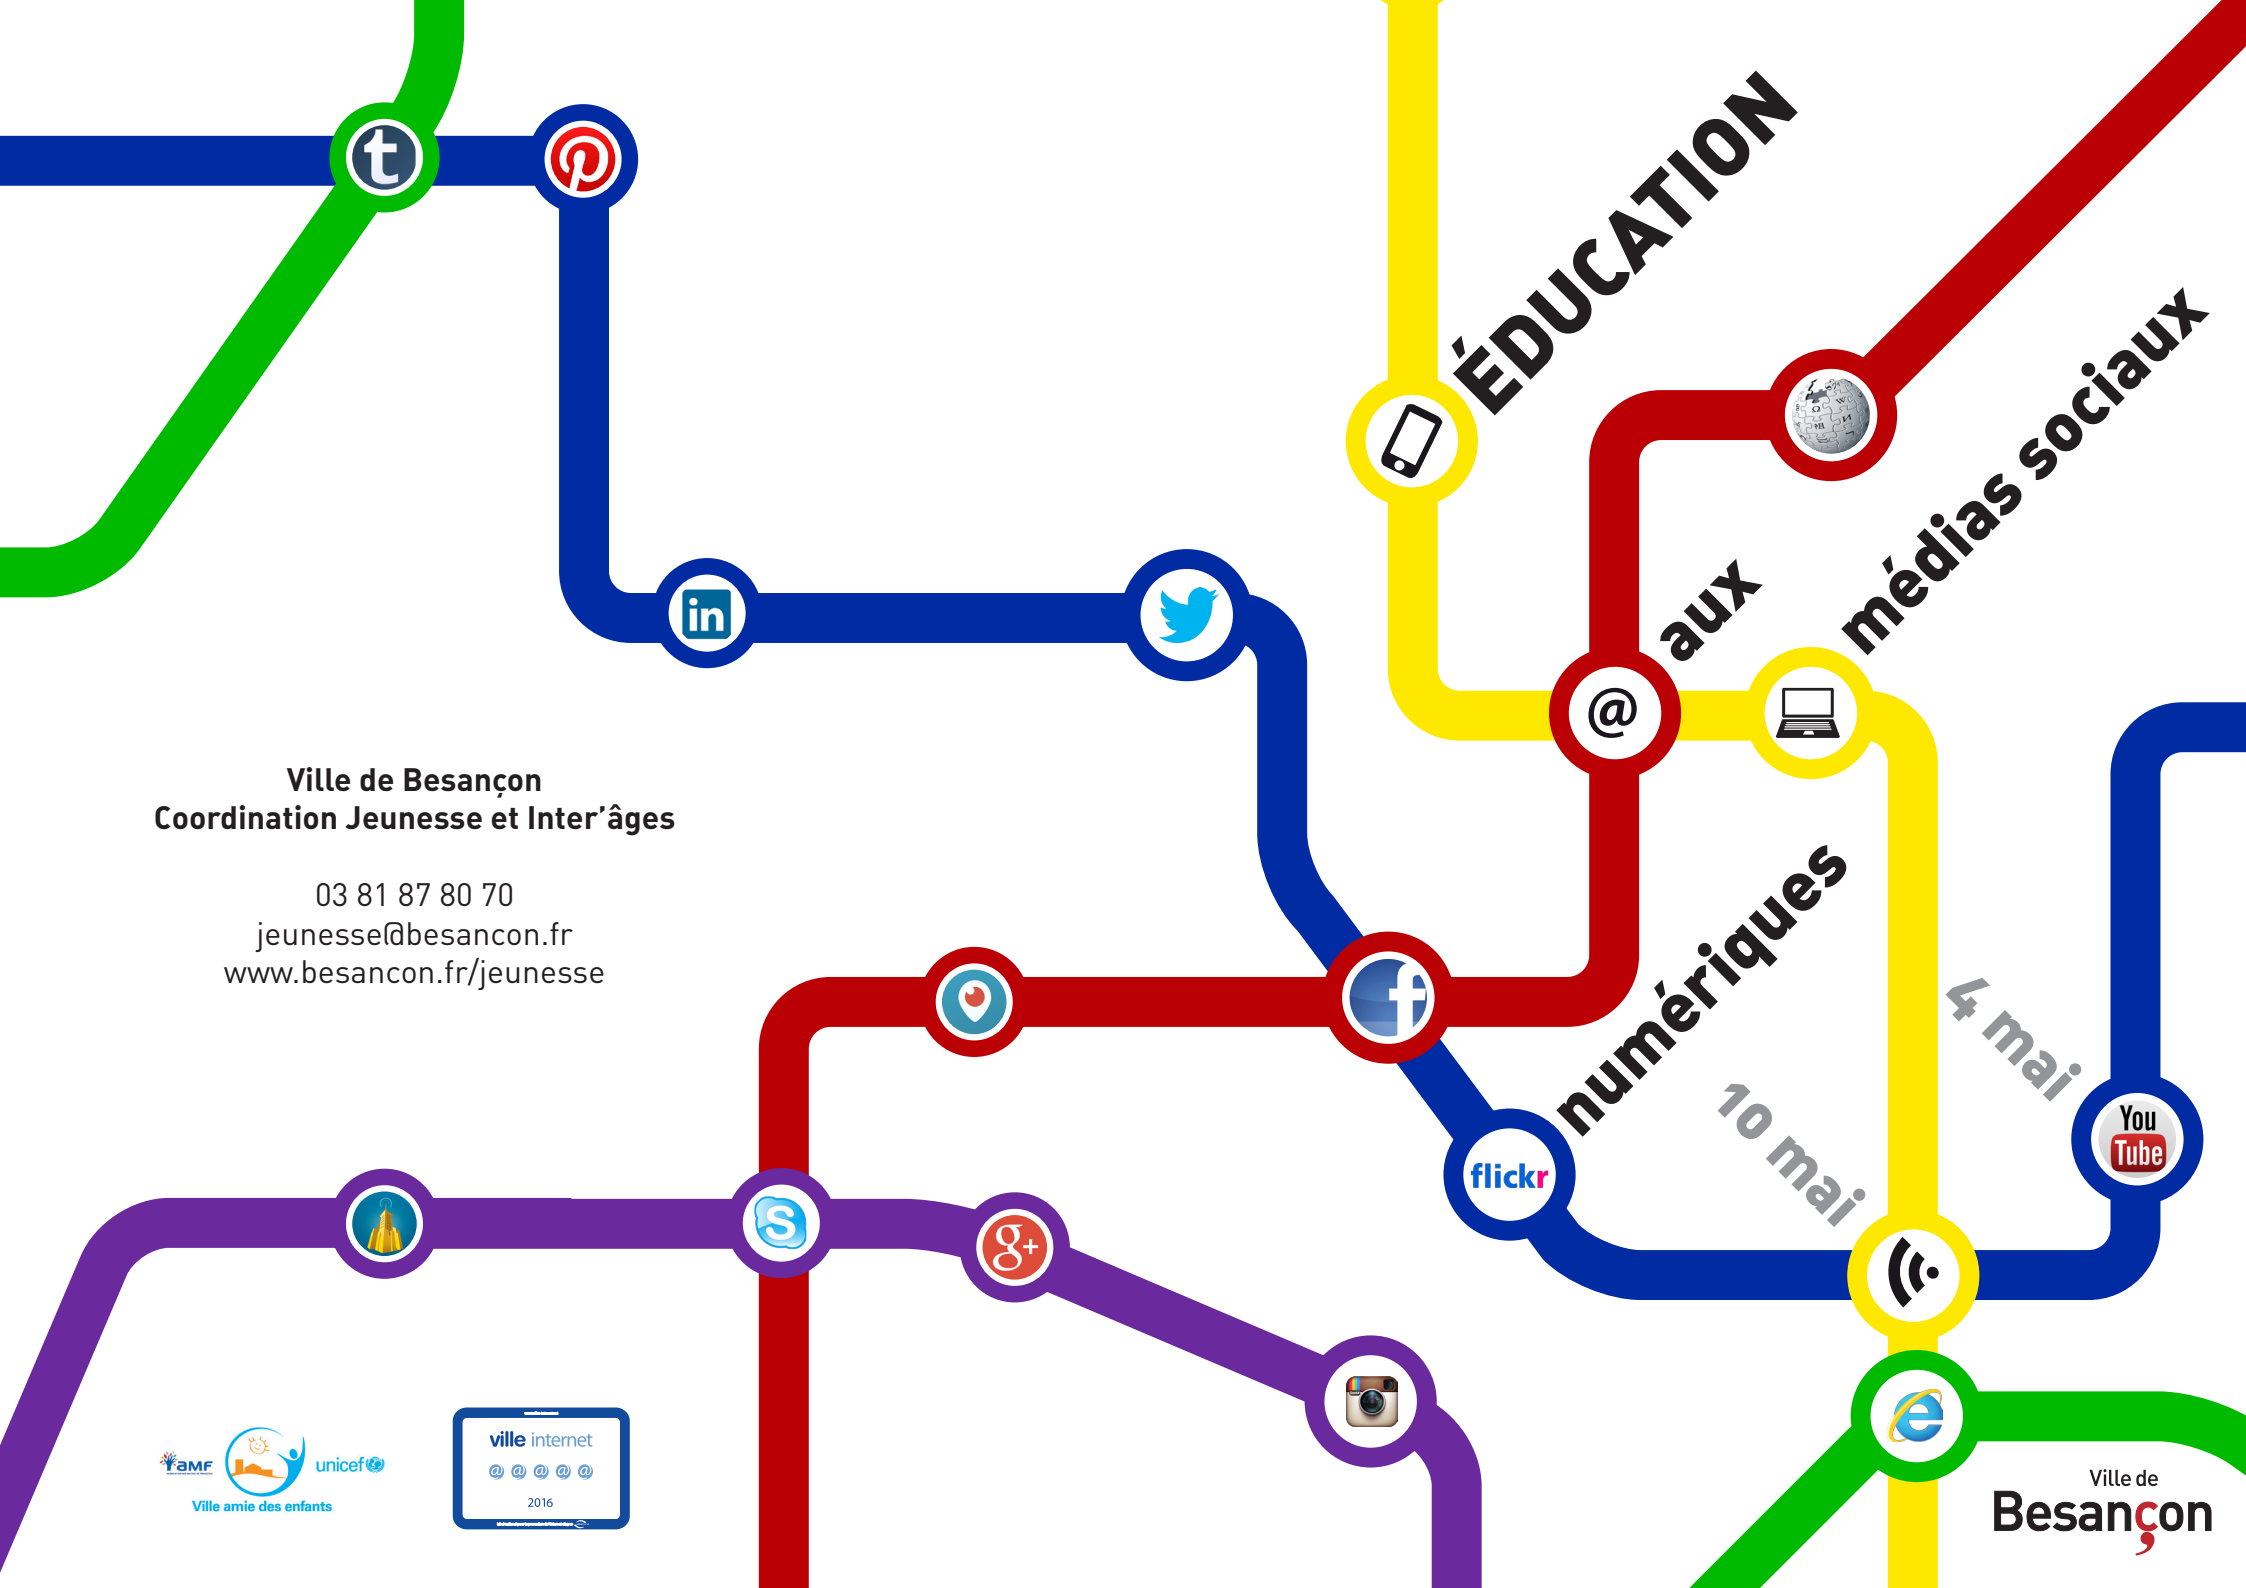 ÉDUCATION
aux
médias sociaux
numériques
4 mai
10 mai
Ville de Besançon
Coordination Jeunesse et Inter’âges
03 81 87 80 70
jeunesse@besancon.fr
www.besancon.fr/jeunesse
t
p
in
@
f
flickr
You
Tube
S
g+
e
AMF
unicef
Ville amie des enfants
ville internet
@ @ @ @ @
2016
Ville de
Besançon